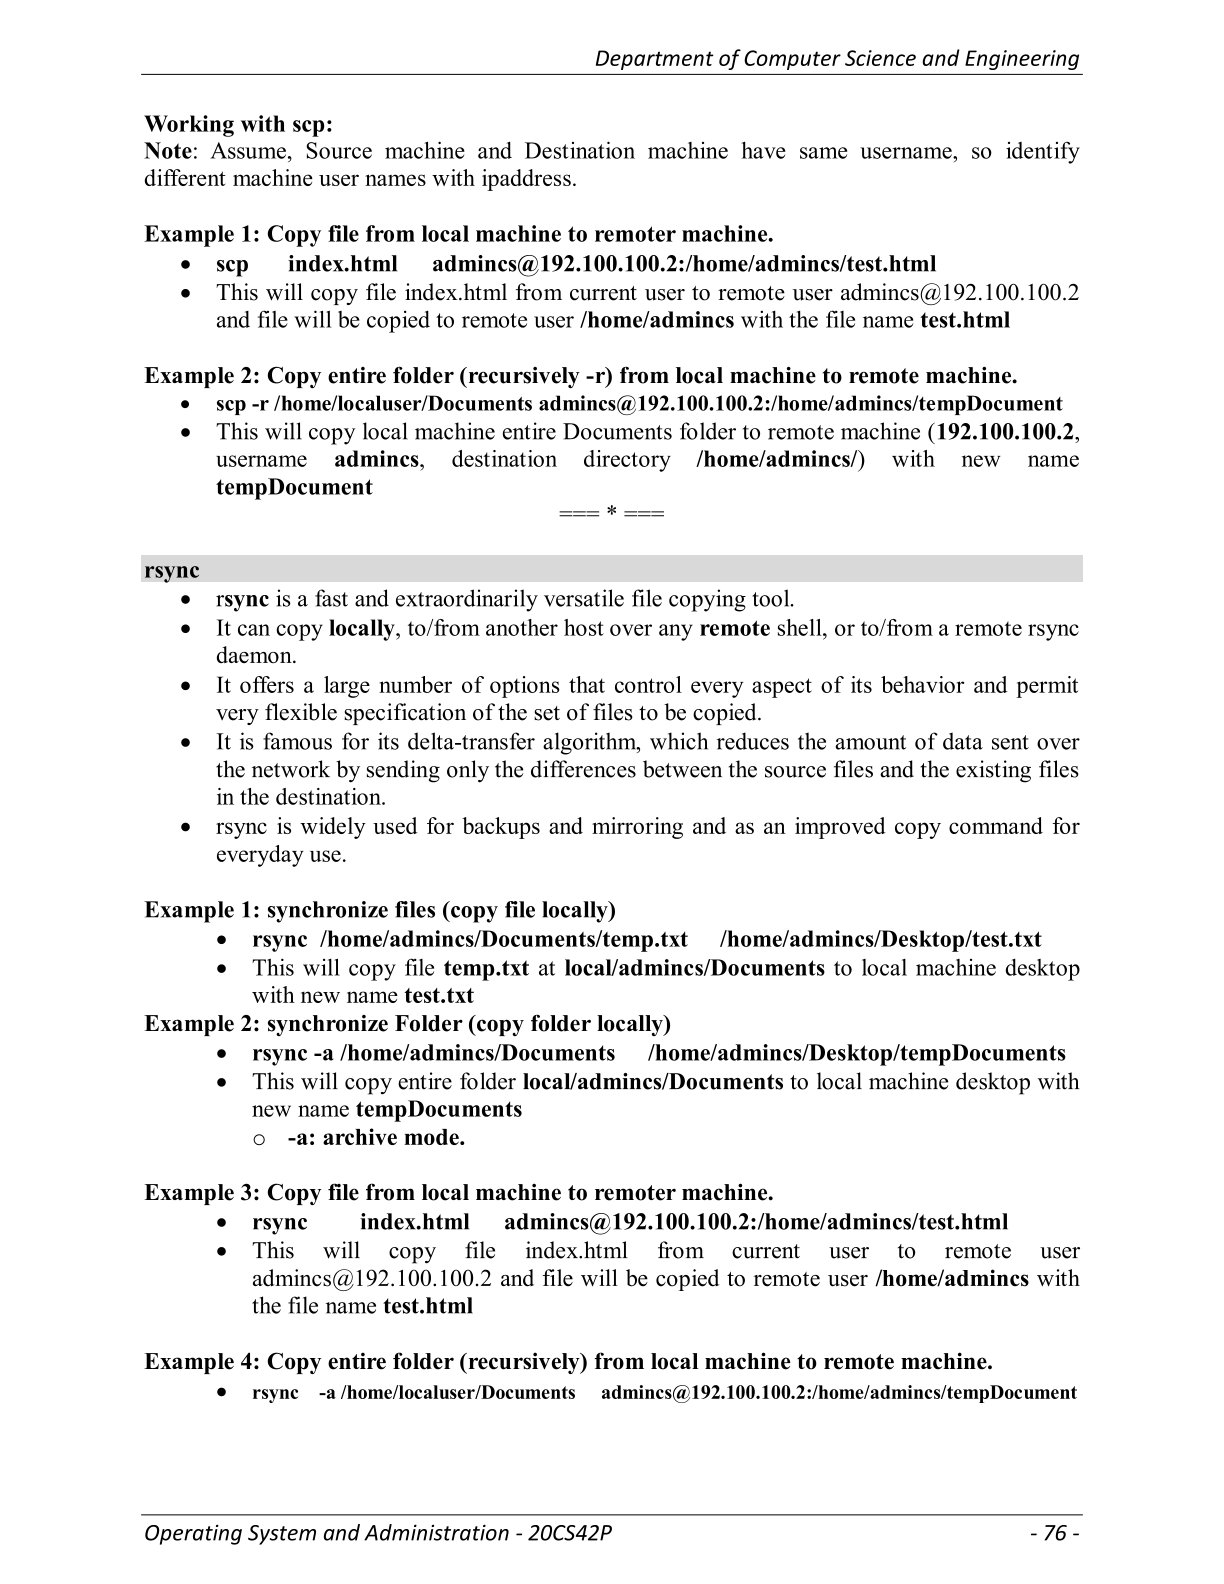 Department of Computer Science and Engineering
Working with scp:
Note: Assume, Source machine and Destination machine have same username, so identify
different machine user names with ipaddress.
Example 1: Copy file from local machine to remoter machine.
• scp index.html admincs@192.100.100.2:/home/admincs/test.html
• This will copy file index.html from current user to remote user admincs@192.100.100.2
and file will be copied to remote user /home/admincs with the file name test.html
Example 2: Copy entire folder (recursively -r) from local machine to remote machine.
• scp -r /home/localuser/Documents admincs@192.100.100.2:/home/admincs/tempDocument
• This will copy local machine entire Documents folder to remote machine (192.100.100.2,
username admincs, destination directory /home/admincs/) with new name
tempDocument
=== * ===
rsync
• rsync is a fast and extraordinarily versatile file copying tool.
• It can copy locally, to/from another host over any remote shell, or to/from a remote rsync
daemon.
• It offers a large number of options that control every aspect of its behavior and permit
very flexible specification of the set of files to be copied.
• It is famous for its delta-transfer algorithm, which reduces the amount of data sent over
the network by sending only the differences between the source files and the existing files
in the destination.
• rsync is widely used for backups and mirroring and as an improved copy command for
everyday use.
Example 1: synchronize files (copy file locally)
• rsync /home/admincs/Documents/temp.txt /home/admincs/Desktop/test.txt
• This will copy file temp.txt at local/admincs/Documents to local machine desktop
with new name test.txt
Example 2: synchronize Folder (copy folder locally)
• rsync -a /home/admincs/Documents /home/admincs/Desktop/tempDocuments
• This will copy entire folder local/admincs/Documents to local machine desktop with
new name tempDocuments
o -a: archive mode.
Example 3: Copy file from local machine to remoter machine.
• rsync index.html admincs@192.100.100.2:/home/admincs/test.html
• This will copy file index.html from current user to remote user
admincs@192.100.100.2 and file will be copied to remote user /home/admincs with
the file name test.html
Example 4: Copy entire folder (recursively) from local machine to remote machine.
• rsync -a /home/localuser/Documents admincs@192.100.100.2:/home/admincs/tempDocument
Operating System and Administration - 20CS42P - 76 -